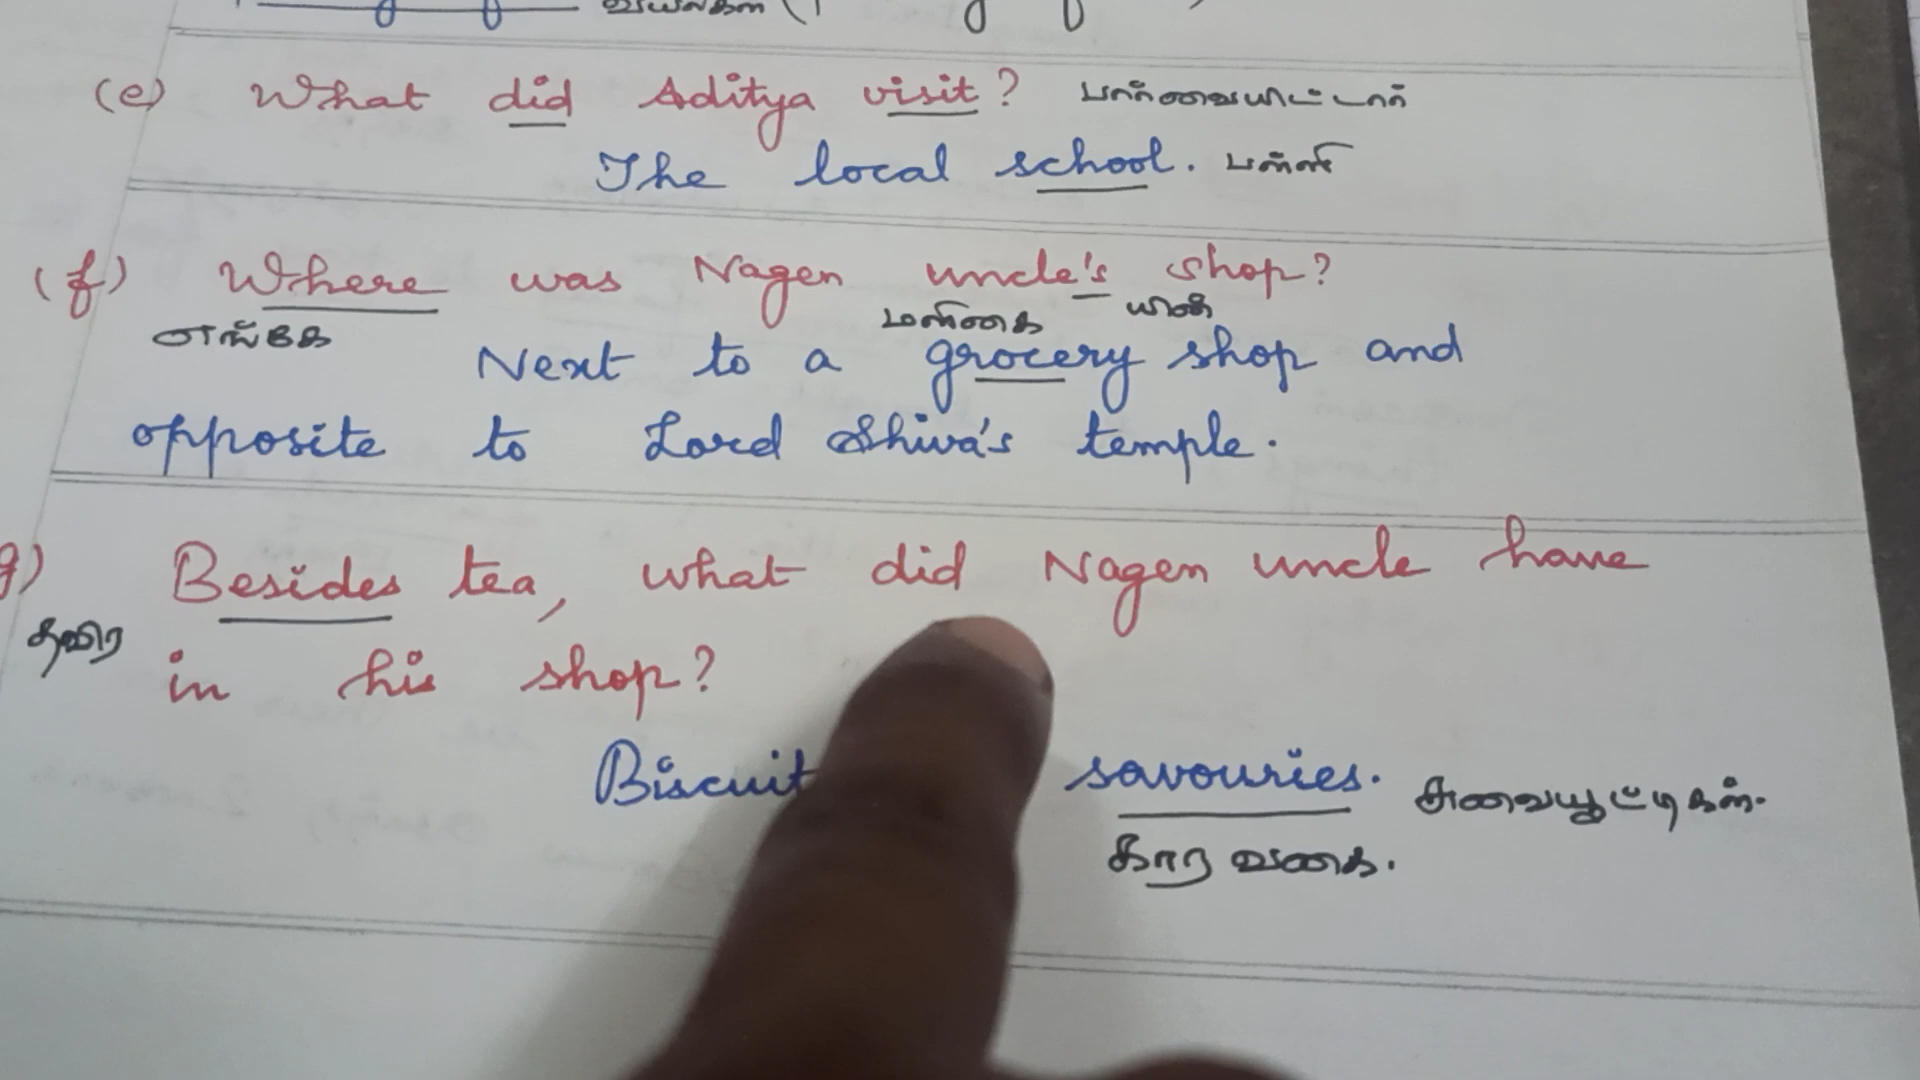 வயல்கள் (
(e) What did Aditya visit? பார்வையிட்டார்
The local school. பள்ளி
(f) Where was Nagen uncle's shop?
எங்கே மளிகை யின்
Next to a grocery shop and
opposite to Lord Shiva's temple.
g) Besides tea, what did Nagen uncle have
தவிர in his shop?
Biscuit savouries. சுவையூட்டிகள்.
கார வகை.